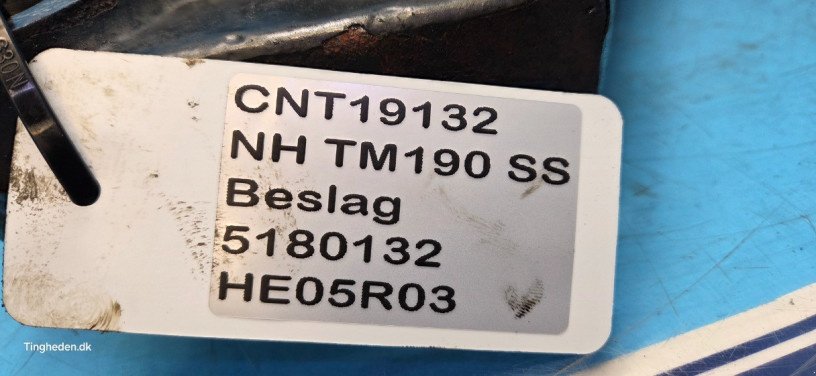 CNT19132
NH TM190 SS
Beslag
5180132
HE05R03
Tingheden.dk